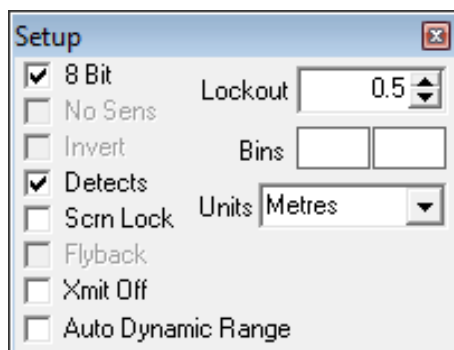 Setup
8 Bit
Lockout 0.5
No Sens
Invert
Bins
Detects
Scrn Lock
Units Metres
Flyback
Xmit Off
Auto Dynamic Range